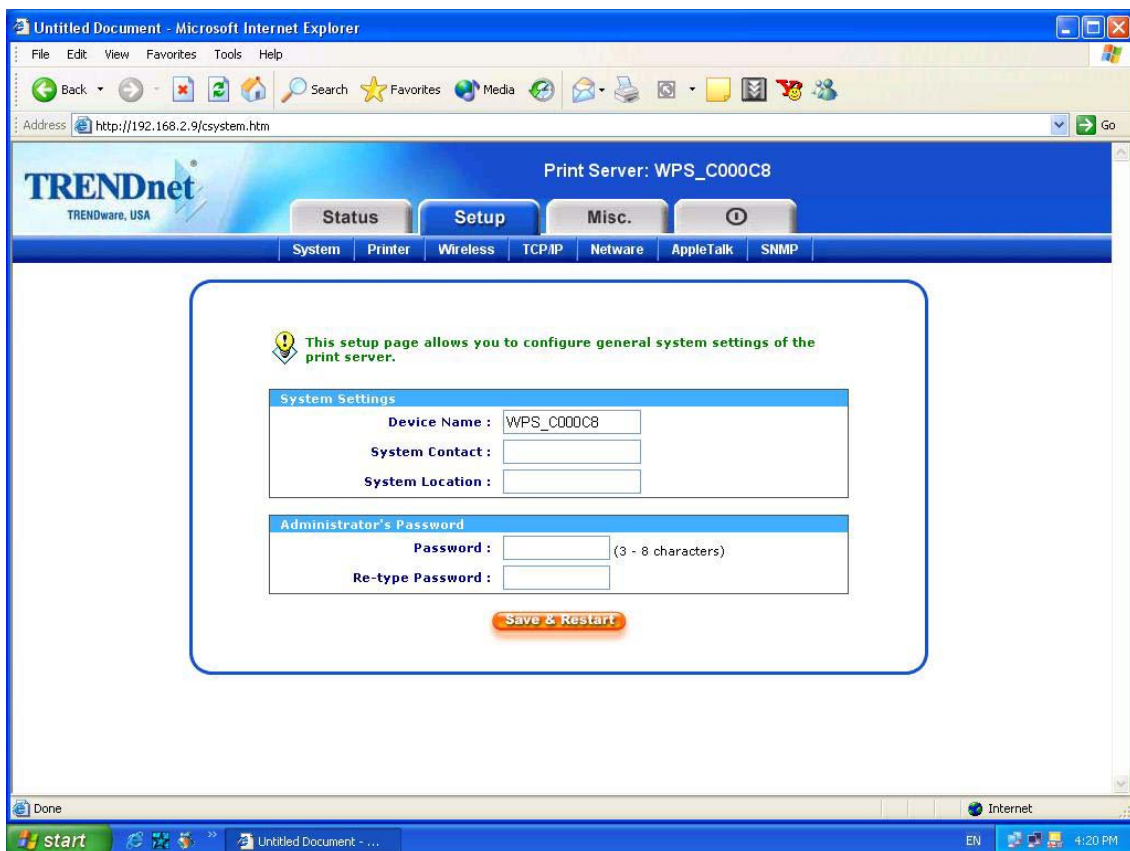 Untitled Document - Microsoft Internet Explorer
File Edit View Favorites Tools Help
Back Search Favorites Media
Address http://192.168.2.9/csystem.htm Go
TRENDnet®
TRENDware, USA
Print Server: WPS_C000C8
Status Setup Misc.
System Printer Wireless TCP/IP Netware AppleTalk SNMP
This setup page allows you to configure general system settings of the
print server.
System Settings
Device Name : WPS_C000C8
System Contact :
System Location :
Administrator's Password
Password : (3 - 8 characters)
Re-type Password :
Save & Restart
Done Internet
start » Untitled Document - ... EN 4:20 PM